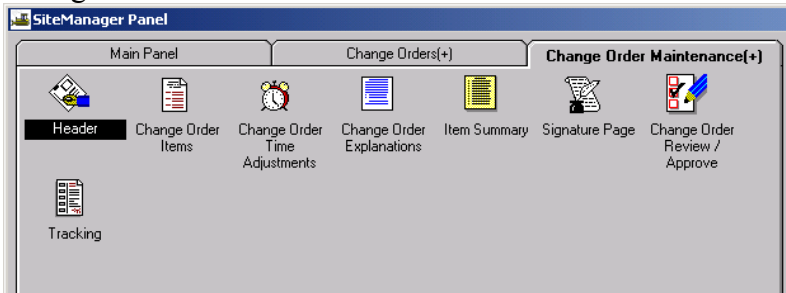 SiteManager Panel
Main Panel
Change Orders(+)
Change Order Maintenance(+)
Header
Change Order
Items
Change Order
Time
Adjustments
Change Order
Explanations
Item Summary
Signature Page
Change Order
Review /
Approve
Tracking